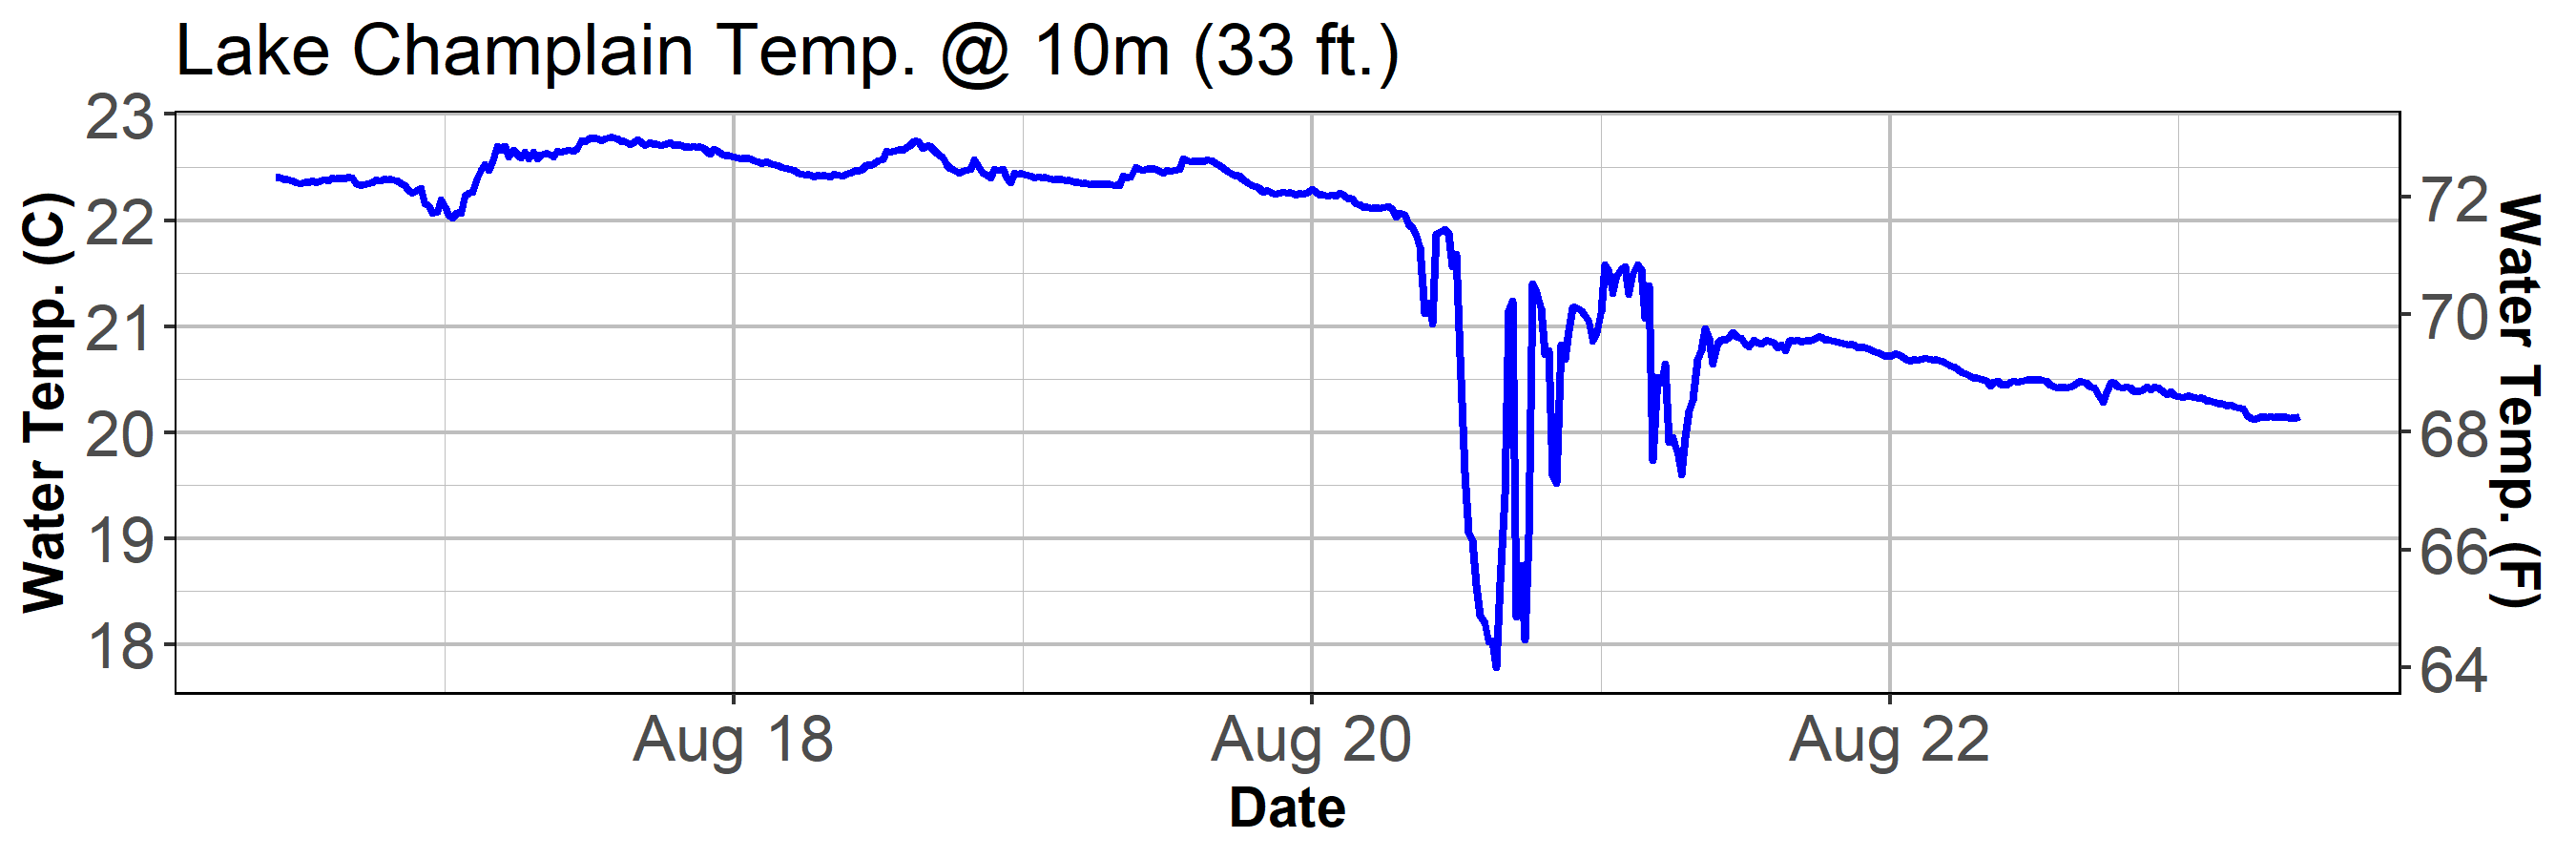 Lake Champlain Temp. @ 10m (33 ft.)
Water Temp. (C)
23
22
21
20
19
18
72
70
68
66
64
Water Temp. (F)
Aug 18 Aug 20 Aug 22
Date